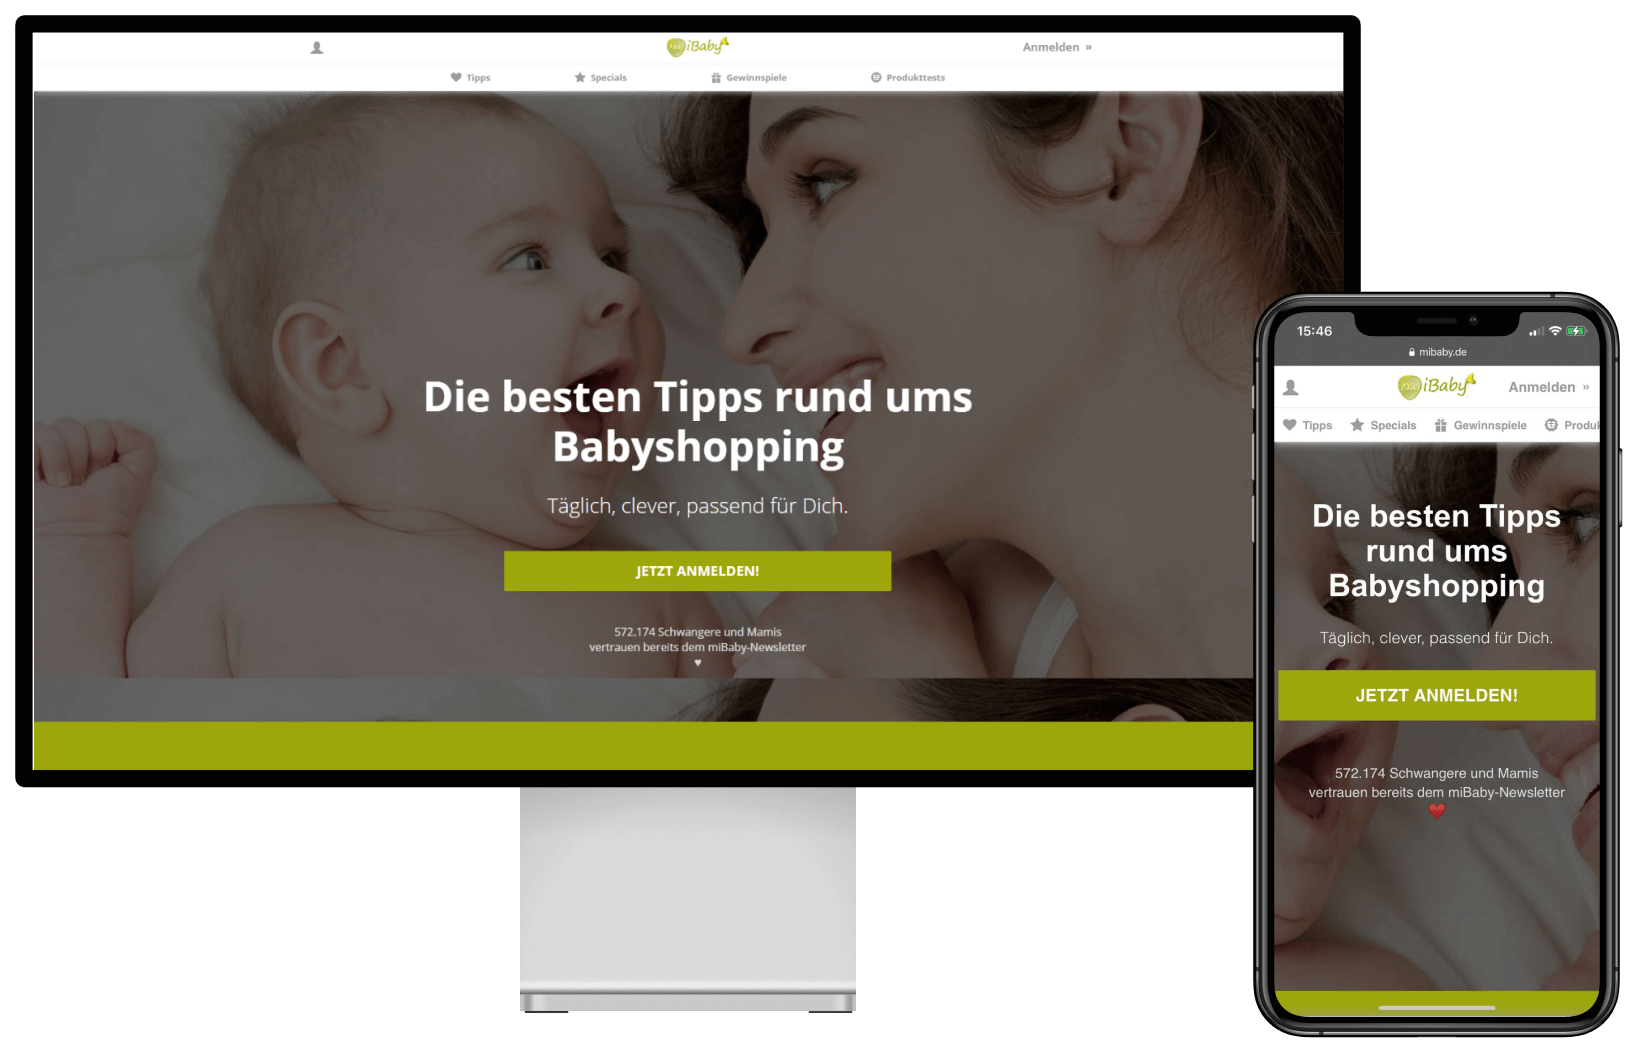 miBaby
Anmelden »
Tipps
Specials
Gewinnspiele
Produkttests
Die besten Tipps rund ums
Babyshopping
Täglich, clever, passend für Dich.
JETZT ANMELDEN!
572.174 Schwangere und Mamis
vertrauen bereits dem miBaby-Newsletter
♥
15:46
mibaby.de
miBaby
Anmelden »
Tipps
Specials
Gewinnspiele
Produk
Die besten Tipps
rund ums
Babyshopping
Täglich, clever, passend für Dich.
JETZT ANMELDEN!
572.174 Schwangere und Mamis
vertrauen bereits dem miBaby-Newsletter